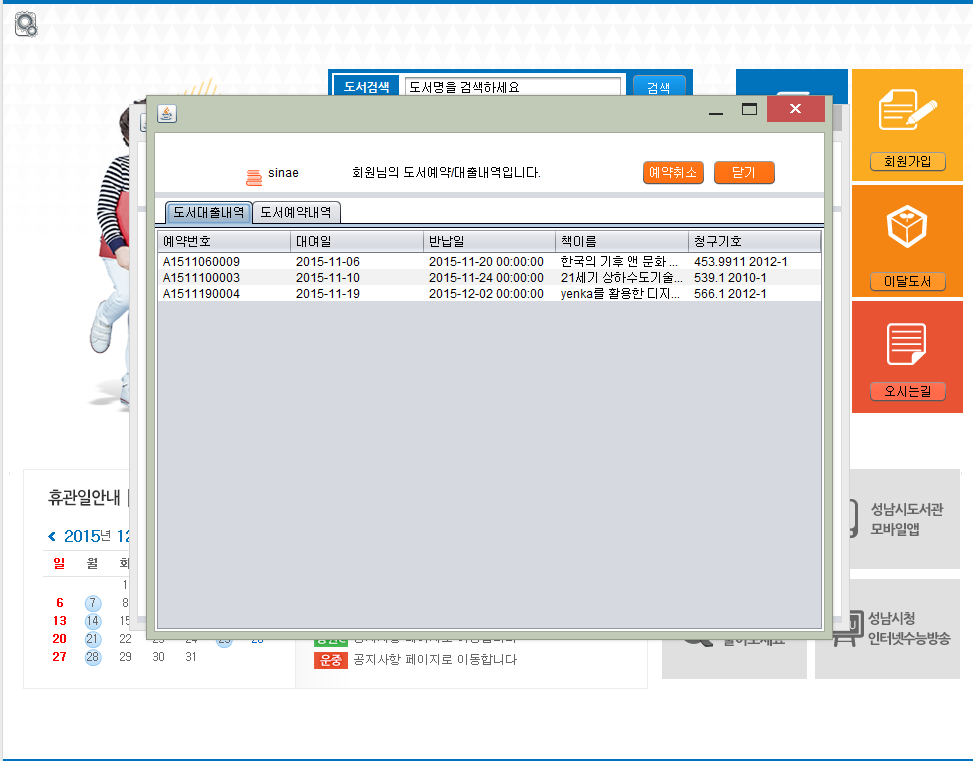 도서검색 도서명을 검색하세요 검색
회원가입
이달도서
오시는길
sinae 회원님의 도서예약/대출내역입니다. 예약취소 닫기
도서대출내역 도서예약내역
예약번호 대여일 반납일 책이름 청구기호
A1511060009 2015-11-06 2015-11-20 00:00:00 한국의 기후 앤 문화 ... 453.9911 2012-1
A1511100003 2015-11-10 2015-11-24 00:00:00 21세기 상하수도기술... 539.1 2010-1
A1511190004 2015-11-19 2015-12-02 00:00:00 yenka를 활용한 디지... 566.1 2012-1
휴관일안내
2015년 12
일 월 화
1
6 7 8
13 14 15
20 21 22 23 24 25 26
27 28 29 30 31
공지사항 페이지로 이동합니다
운중 공지사항 페이지로 이동합니다
성남시도서관
모바일앱
성남시청
인터넷수능방송